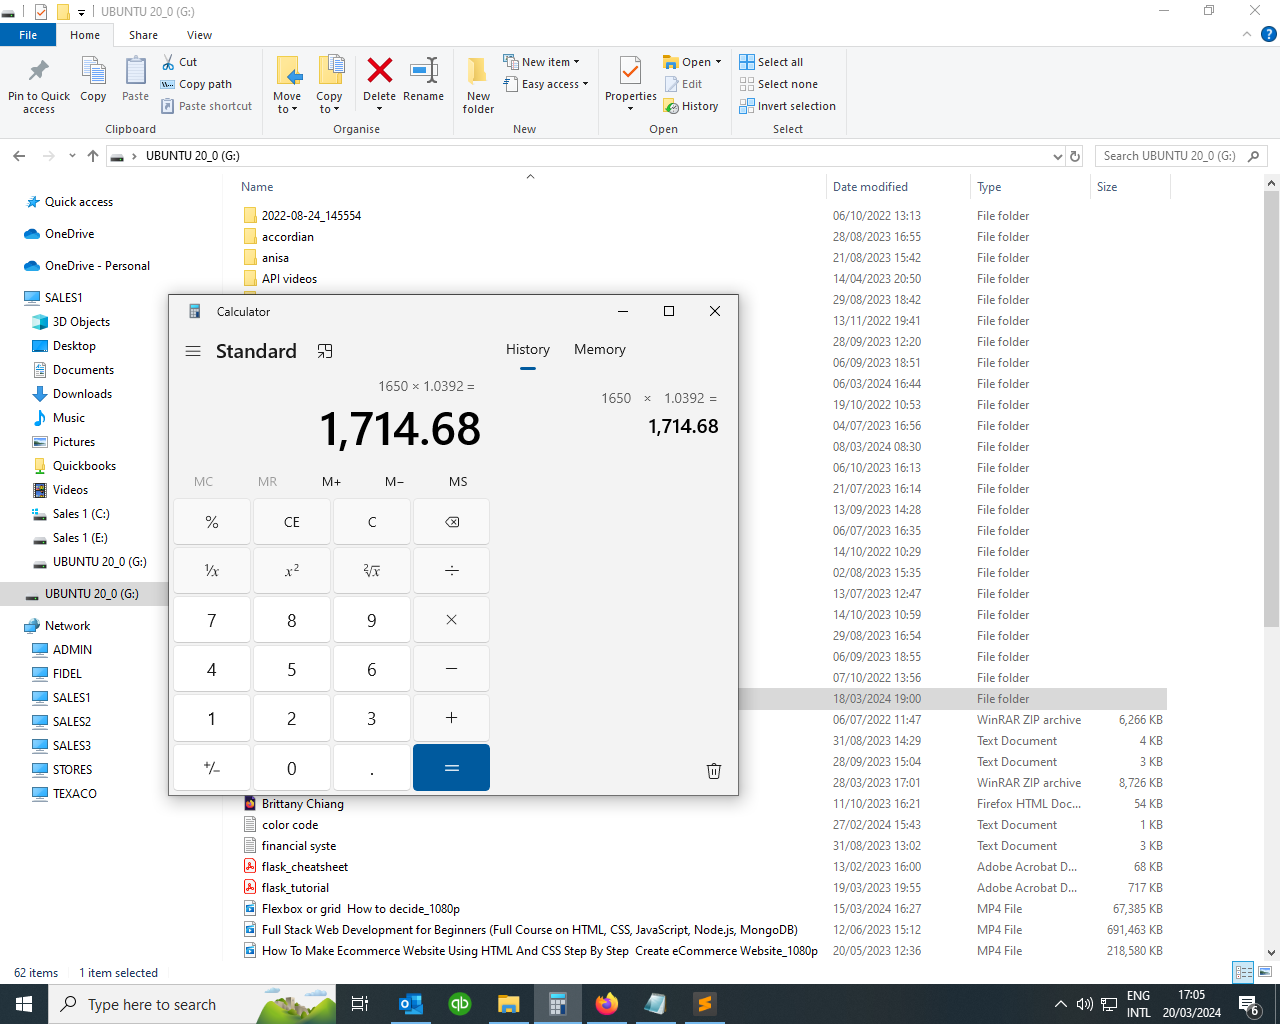 UBUNTU 20_0 (G:)
File Home Share View
Pin to Quick access
Copy
Paste
Cut
Copy path
Paste shortcut
Clipboard
Move to
Copy to
Delete
Rename
Organise
New folder
New item
Easy access
New
Properties
Open
Edit
History
Open
Select all
Select none
Invert selection
Select
UBUNTU 20_0 (G:)
Search UBUNTU 20_0 (G:)
Quick access
OneDrive
OneDrive - Personal
SALES1
3D Objects
Desktop
Documents
Downloads
Music
Pictures
Quickbooks
Videos
Sales 1 (C:)
Sales 1 (E:)
UBUNTU 20_0 (G:)
UBUNTU 20_0 (G:)
Network
ADMIN
FIDEL
SALES1
SALES2
SALES3
STORES
TEXACO
Name Date modified Type Size
2022-08-24_145554 06/10/2022 13:13 File folder
accordian 28/08/2023 16:55 File folder
anisa 21/08/2023 15:42 File folder
API videos 14/04/2023 20:50 File folder
29/08/2023 18:42 File folder
13/11/2022 19:41 File folder
28/09/2023 12:20 File folder
06/09/2023 18:51 File folder
06/03/2024 16:44 File folder
19/10/2022 10:53 File folder
04/07/2023 16:56 File folder
08/03/2024 08:30 File folder
06/10/2023 16:13 File folder
21/07/2023 16:14 File folder
13/09/2023 14:28 File folder
06/07/2023 16:35 File folder
14/10/2022 10:29 File folder
02/08/2023 15:35 File folder
13/07/2023 12:47 File folder
14/10/2023 10:59 File folder
29/08/2023 16:54 File folder
06/09/2023 18:55 File folder
07/10/2022 13:56 File folder
18/03/2024 19:00 File folder
06/07/2022 11:47 WinRAR ZIP archive 6,266 KB
31/08/2023 14:29 Text Document 4 KB
28/09/2023 15:04 Text Document 3 KB
28/03/2023 17:01 WinRAR ZIP archive 8,726 KB
Brittany Chiang 11/10/2023 16:21 Firefox HTML Doc... 54 KB
color code 27/02/2024 15:43 Text Document 1 KB
financial syste 31/08/2023 13:02 Text Document 3 KB
flask_cheatsheet 13/02/2023 16:00 Adobe Acrobat D... 68 KB
flask_tutorial 19/03/2023 19:55 Adobe Acrobat D... 717 KB
Flexbox or grid How to decide_1080p 15/03/2024 16:27 MP4 File 67,385 KB
Full Stack Web Development for Beginners (Full Course on HTML, CSS, JavaScript, Node.js, MongoDB) 12/06/2023 15:12 MP4 File 691,463 KB
How To Make Ecommerce Website Using HTML And CSS Step By Step Create eCommerce Website_1080p 20/05/2023 12:36 MP4 File 218,580 KB
Calculator
Standard
History Memory
1650 × 1.0392 =
1,714.68
1650 × 1.0392 =
1,714.68
MC MR M+ M− MS
% CE C
¹/x x² ²√x ÷
7 8 9 ×
4 5 6 −
1 2 3 +
+/− 0 . =
62 items 1 item selected
Type here to search
ENG
INTL
17:05
20/03/2024
6